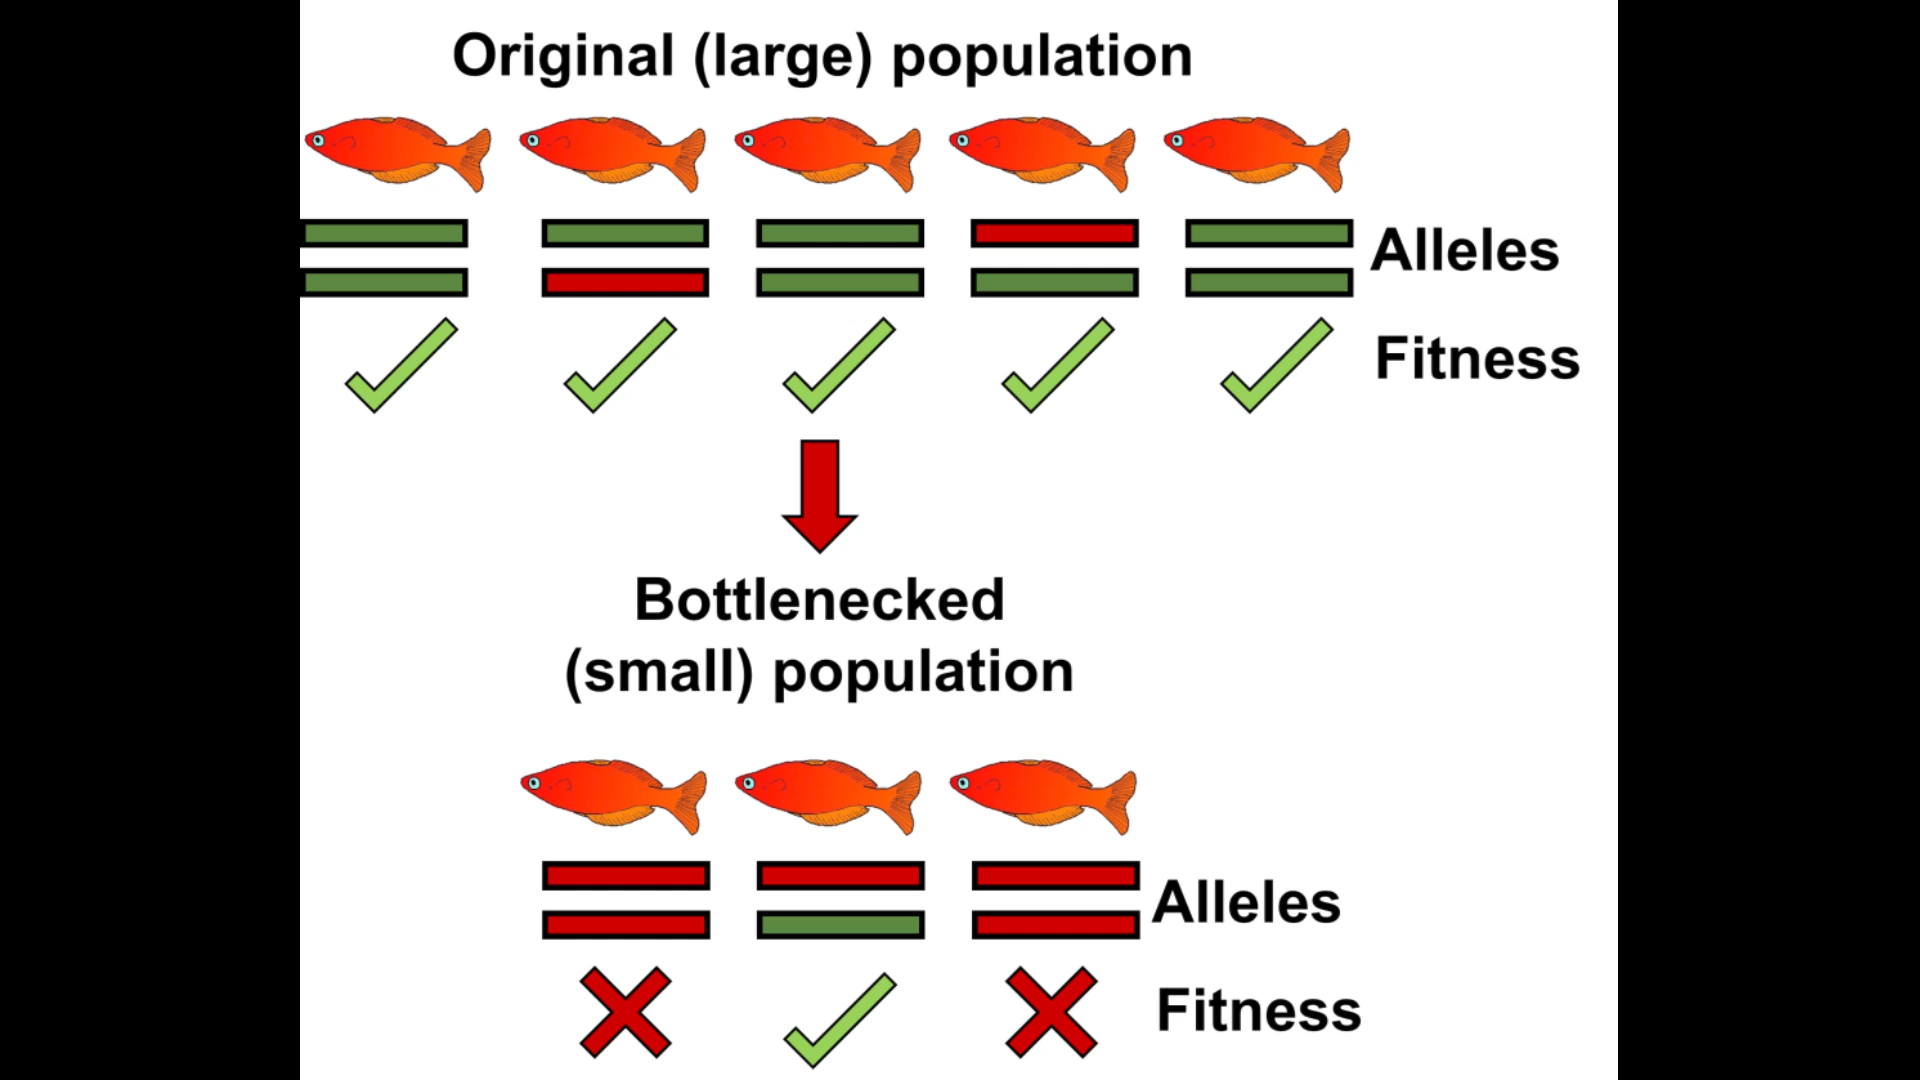 Original (large) population
Alleles
Fitness
Bottlenecked
(small) population
Alleles
Fitness